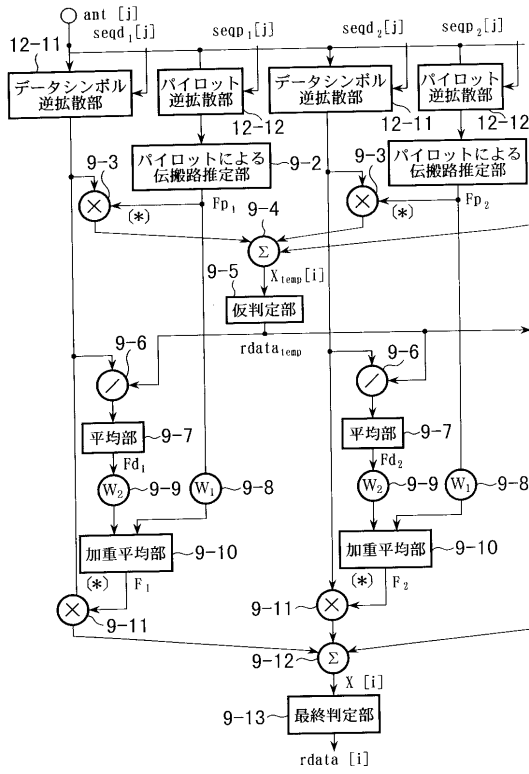 ant [j]
seqd₁[j] seqp₁[j] seqd₂[j] seqp₂[j]
12-11
データシンボル
逆拡散部
パイロット
逆拡散部
データシンボル
逆拡散部
パイロット
逆拡散部
12-12 12-11 12-12
9-3
パイロットによる
伝搬路推定部
9-2
9-3
パイロットによる
伝搬路推定部
× (*) Fp₁
9-4
× (*) Fp₂
Σ
Xtemp[i]
9-5
仮判定部
rdatatemp
9-6 9-6
/ /
平均部 9-7 平均部 9-7
Fd₁ Fd₂
W₂ 9-9 W₁ 9-8 W₂ 9-9 W₁ 9-8
加重平均部 9-10 加重平均部 9-10
(*) F₁ (*) F₂
× 9-11 9-11 ×
9-12 Σ
X [i]
9-13 最終判定部
rdata [i]